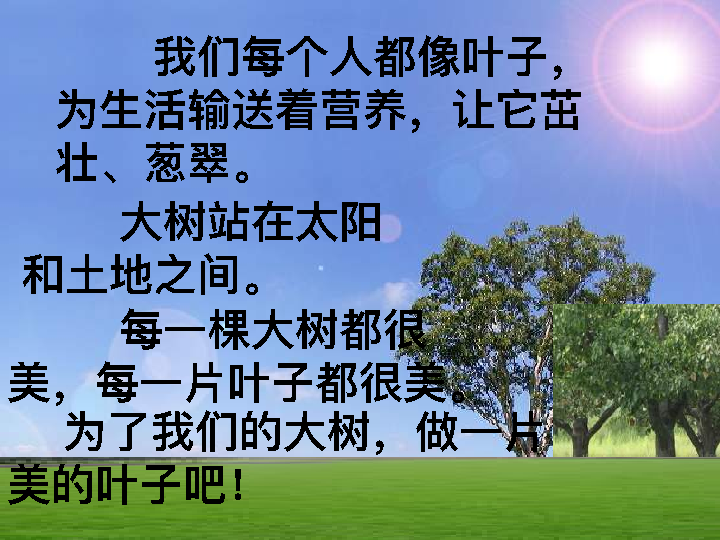 我们每个人都像叶子，
为生活输送着营养，让它茁
壮、葱翠。
大树站在太阳
和土地之间。
每一棵大树都很
美，每一片叶子都很美。
为了我们的大树，做一片
美的叶子吧！